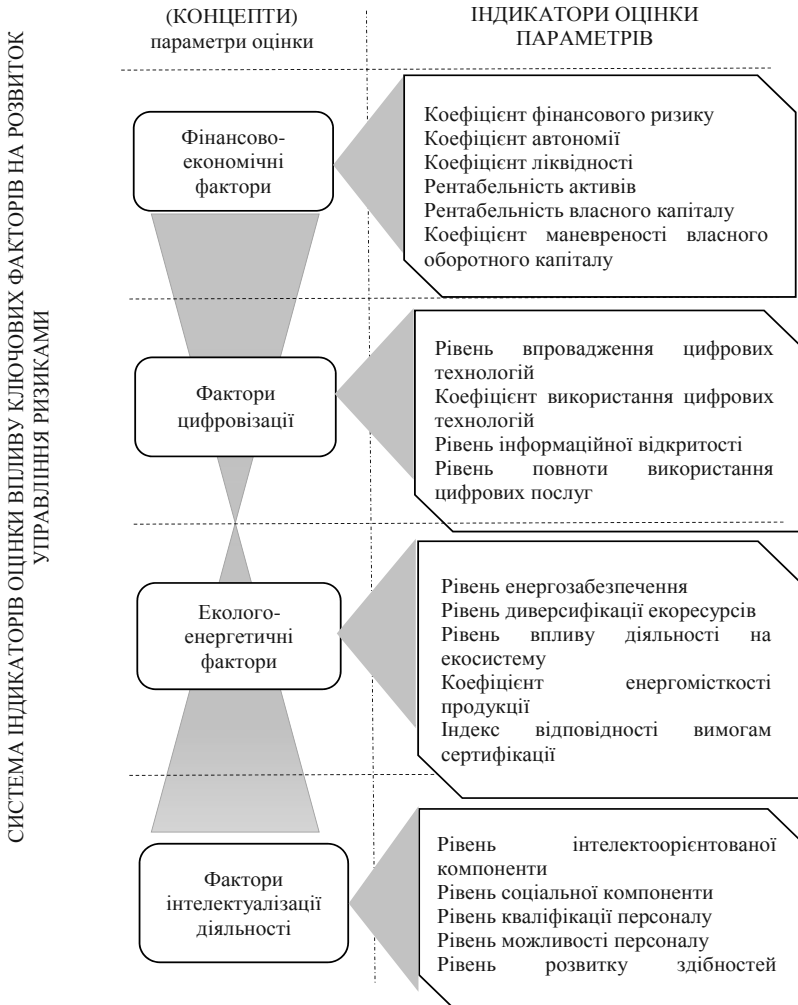 СИСТЕМА ІНДИКАТОРІВ ОЦІНКИ ВПЛИВУ КЛЮЧОВИХ ФАКТОРІВ НА РОЗВИТОК
УПРАВЛІННЯ РИЗИКАМИ
(КОНЦЕПТИ)
параметри оцінки
ІНДИКАТОРИ ОЦІНКИ
ПАРАМЕТРІВ
Фінансово-
економічні
фактори
Коефіцієнт фінансового ризику
Коефіцієнт автономії
Коефіцієнт ліквідності
Рентабельність активів
Рентабельність власного капіталу
Коефіцієнт маневреності власного
оборотного капіталу
Фактори
цифровізації
Рівень впровадження цифрових
технологій
Коефіцієнт використання цифрових
технологій
Рівень інформаційної відкритості
Рівень повноти використання
цифрових послуг
Еколого-
енергетичні
фактори
Рівень енергозабезпечення
Рівень диверсифікації екоресурсів
Рівень впливу діяльності на
екосистему
Коефіцієнт енергомісткості
продукції
Індекс відповідності вимогам
сертифікації
Фактори
інтелектуалізації
діяльності
Рівень інтелектоорієнтованої
компоненти
Рівень соціальної компоненти
Рівень кваліфікації персоналу
Рівень можливості персоналу
Рівень розвитку здібностей